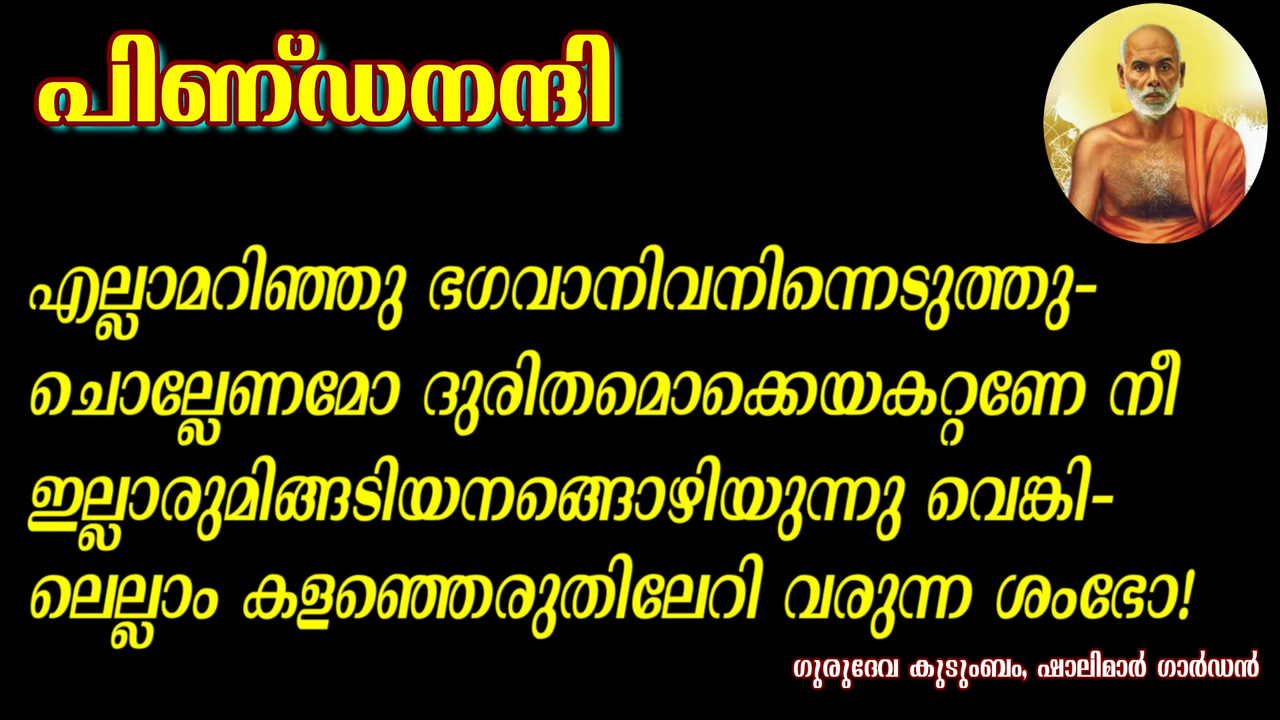 പിണ്ഡനന്ദി
എല്ലാമറിഞ്ഞു ഭഗവാനിവനിന്നെടുത്തു-
ചൊല്ലേണമോ ദുരിതമൊക്കെയകറ്റണേ നീ
ഇല്ലാരുമിങ്ങടിയനങ്ങൊഴിയുന്നു വെങ്കി-
ലെല്ലാം കളഞ്ഞെരുതിലേറി വരുന്ന ശംഭോ!
ഗുരുദേവ കുടുംബം, ഷാലിമാർ ഗാർഡൻ